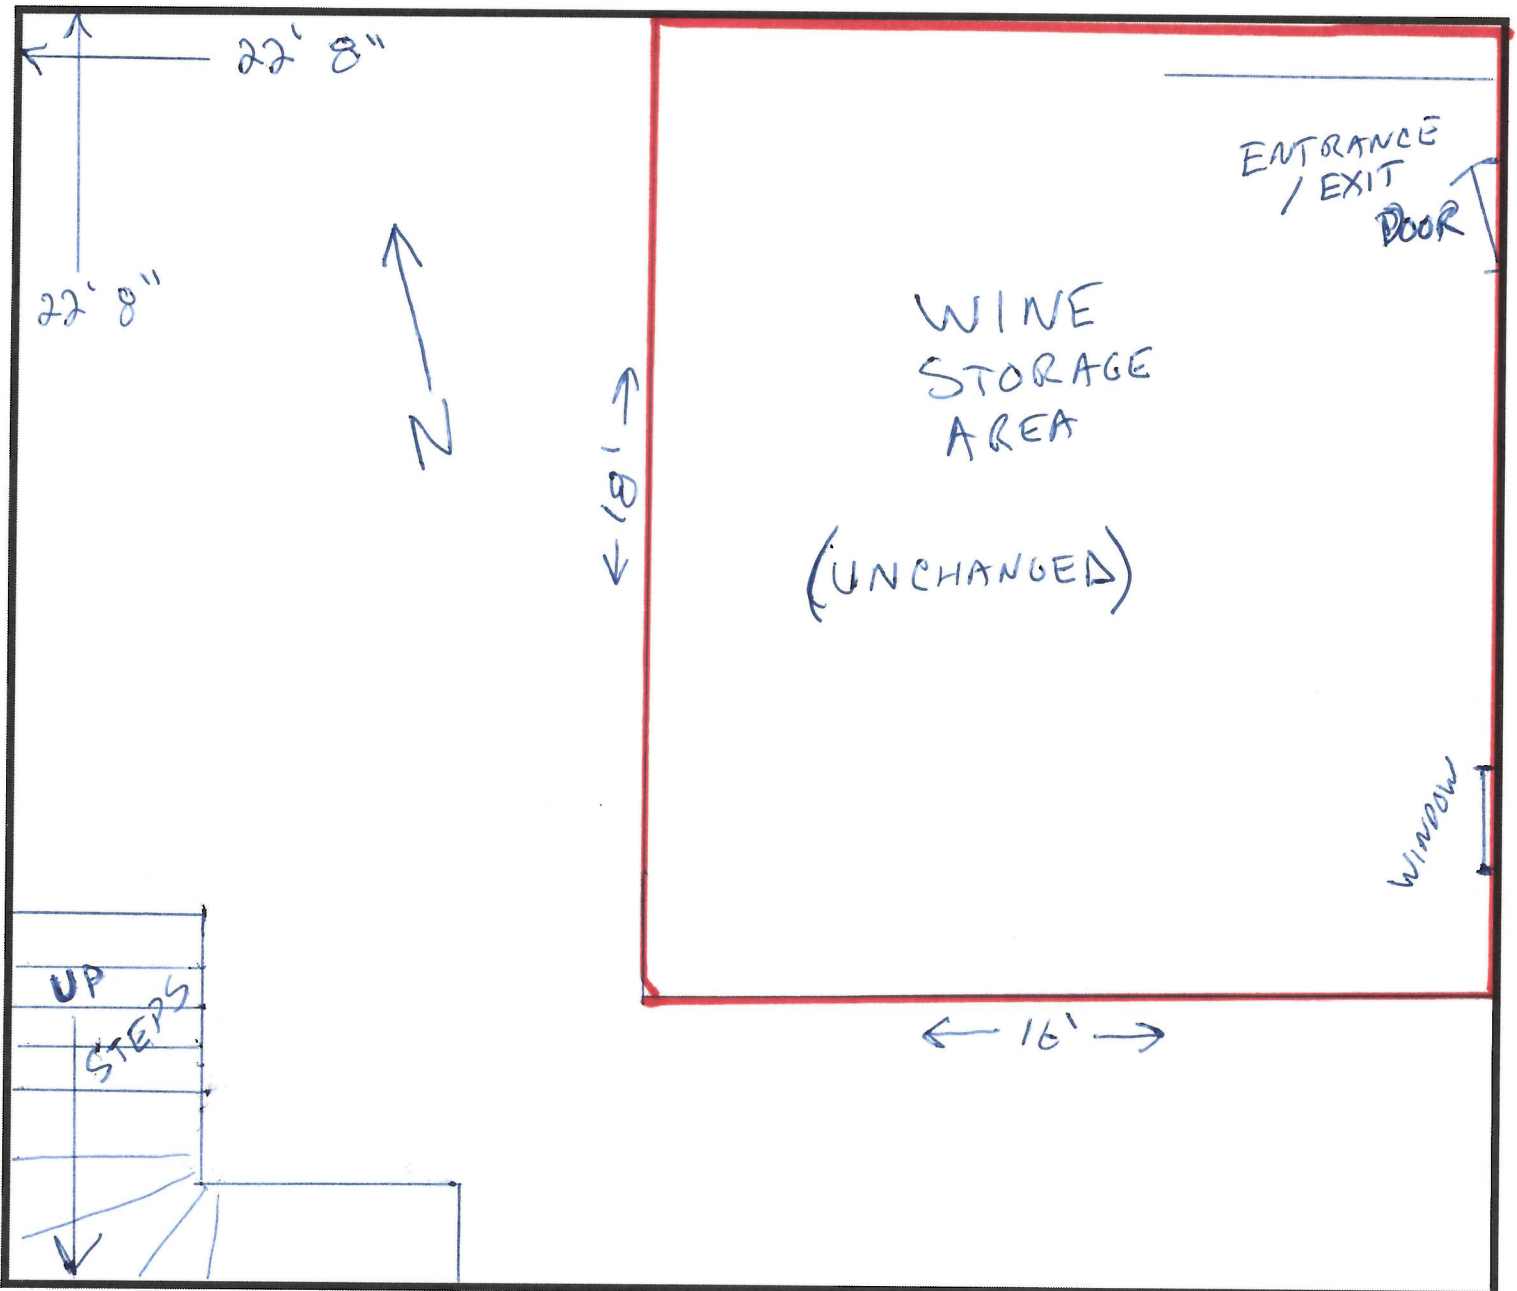 22' 8"
22' 8"
N
ENTRANCE
/ EXIT
DOOR
WINE
STORAGE
AREA
18'
(UNCHANGED)
WINDOW
16'
UP
STEPS